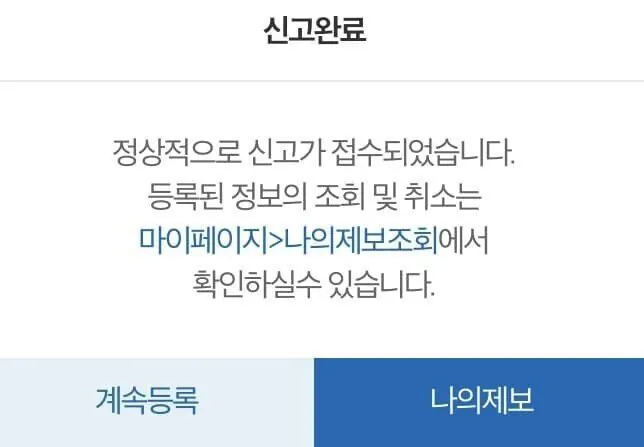 신고완료
정상적으로 신고가 접수되었습니다.
등록된 정보의 조회 및 취소는
마이페이지>나의제보조회에서
확인하실수 있습니다.
계속등록
나의제보